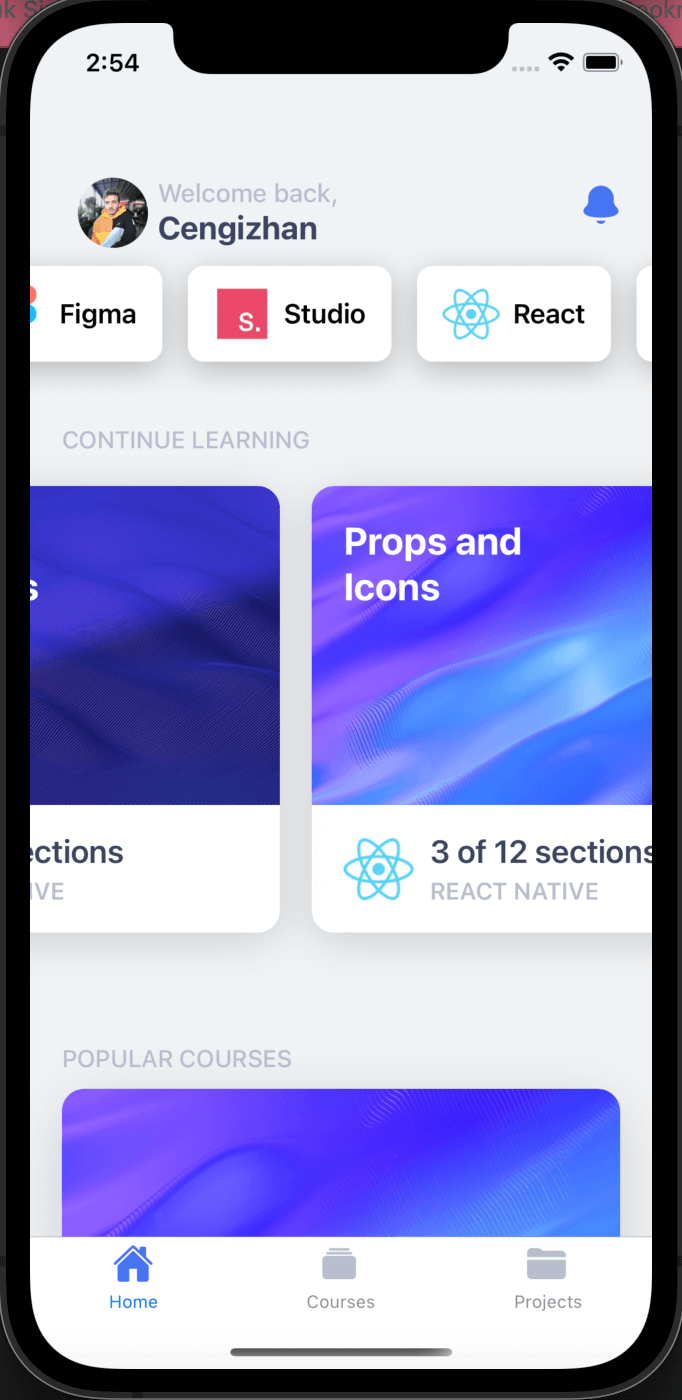 2:54
Welcome back,
Cengizhan
Figma
S. Studio
React
CONTINUE LEARNING
s
Props and
Icons
ections
IVE
3 of 12 sections
REACT NATIVE
POPULAR COURSES
Home
Courses
Projects